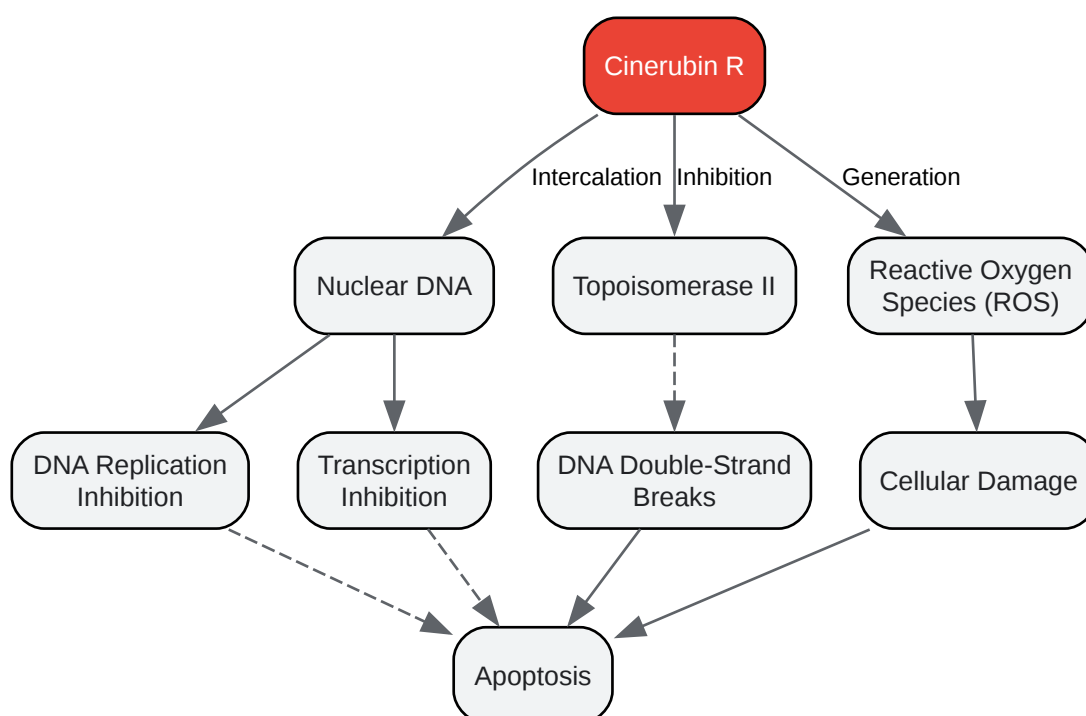 Cinerubin R
Intercalation
Inhibition
Generation
Nuclear DNA
Topoisomerase II
Reactive Oxygen
Species (ROS)
DNA Replication
Inhibition
Transcription
Inhibition
DNA Double-Strand
Breaks
Cellular Damage
Apoptosis